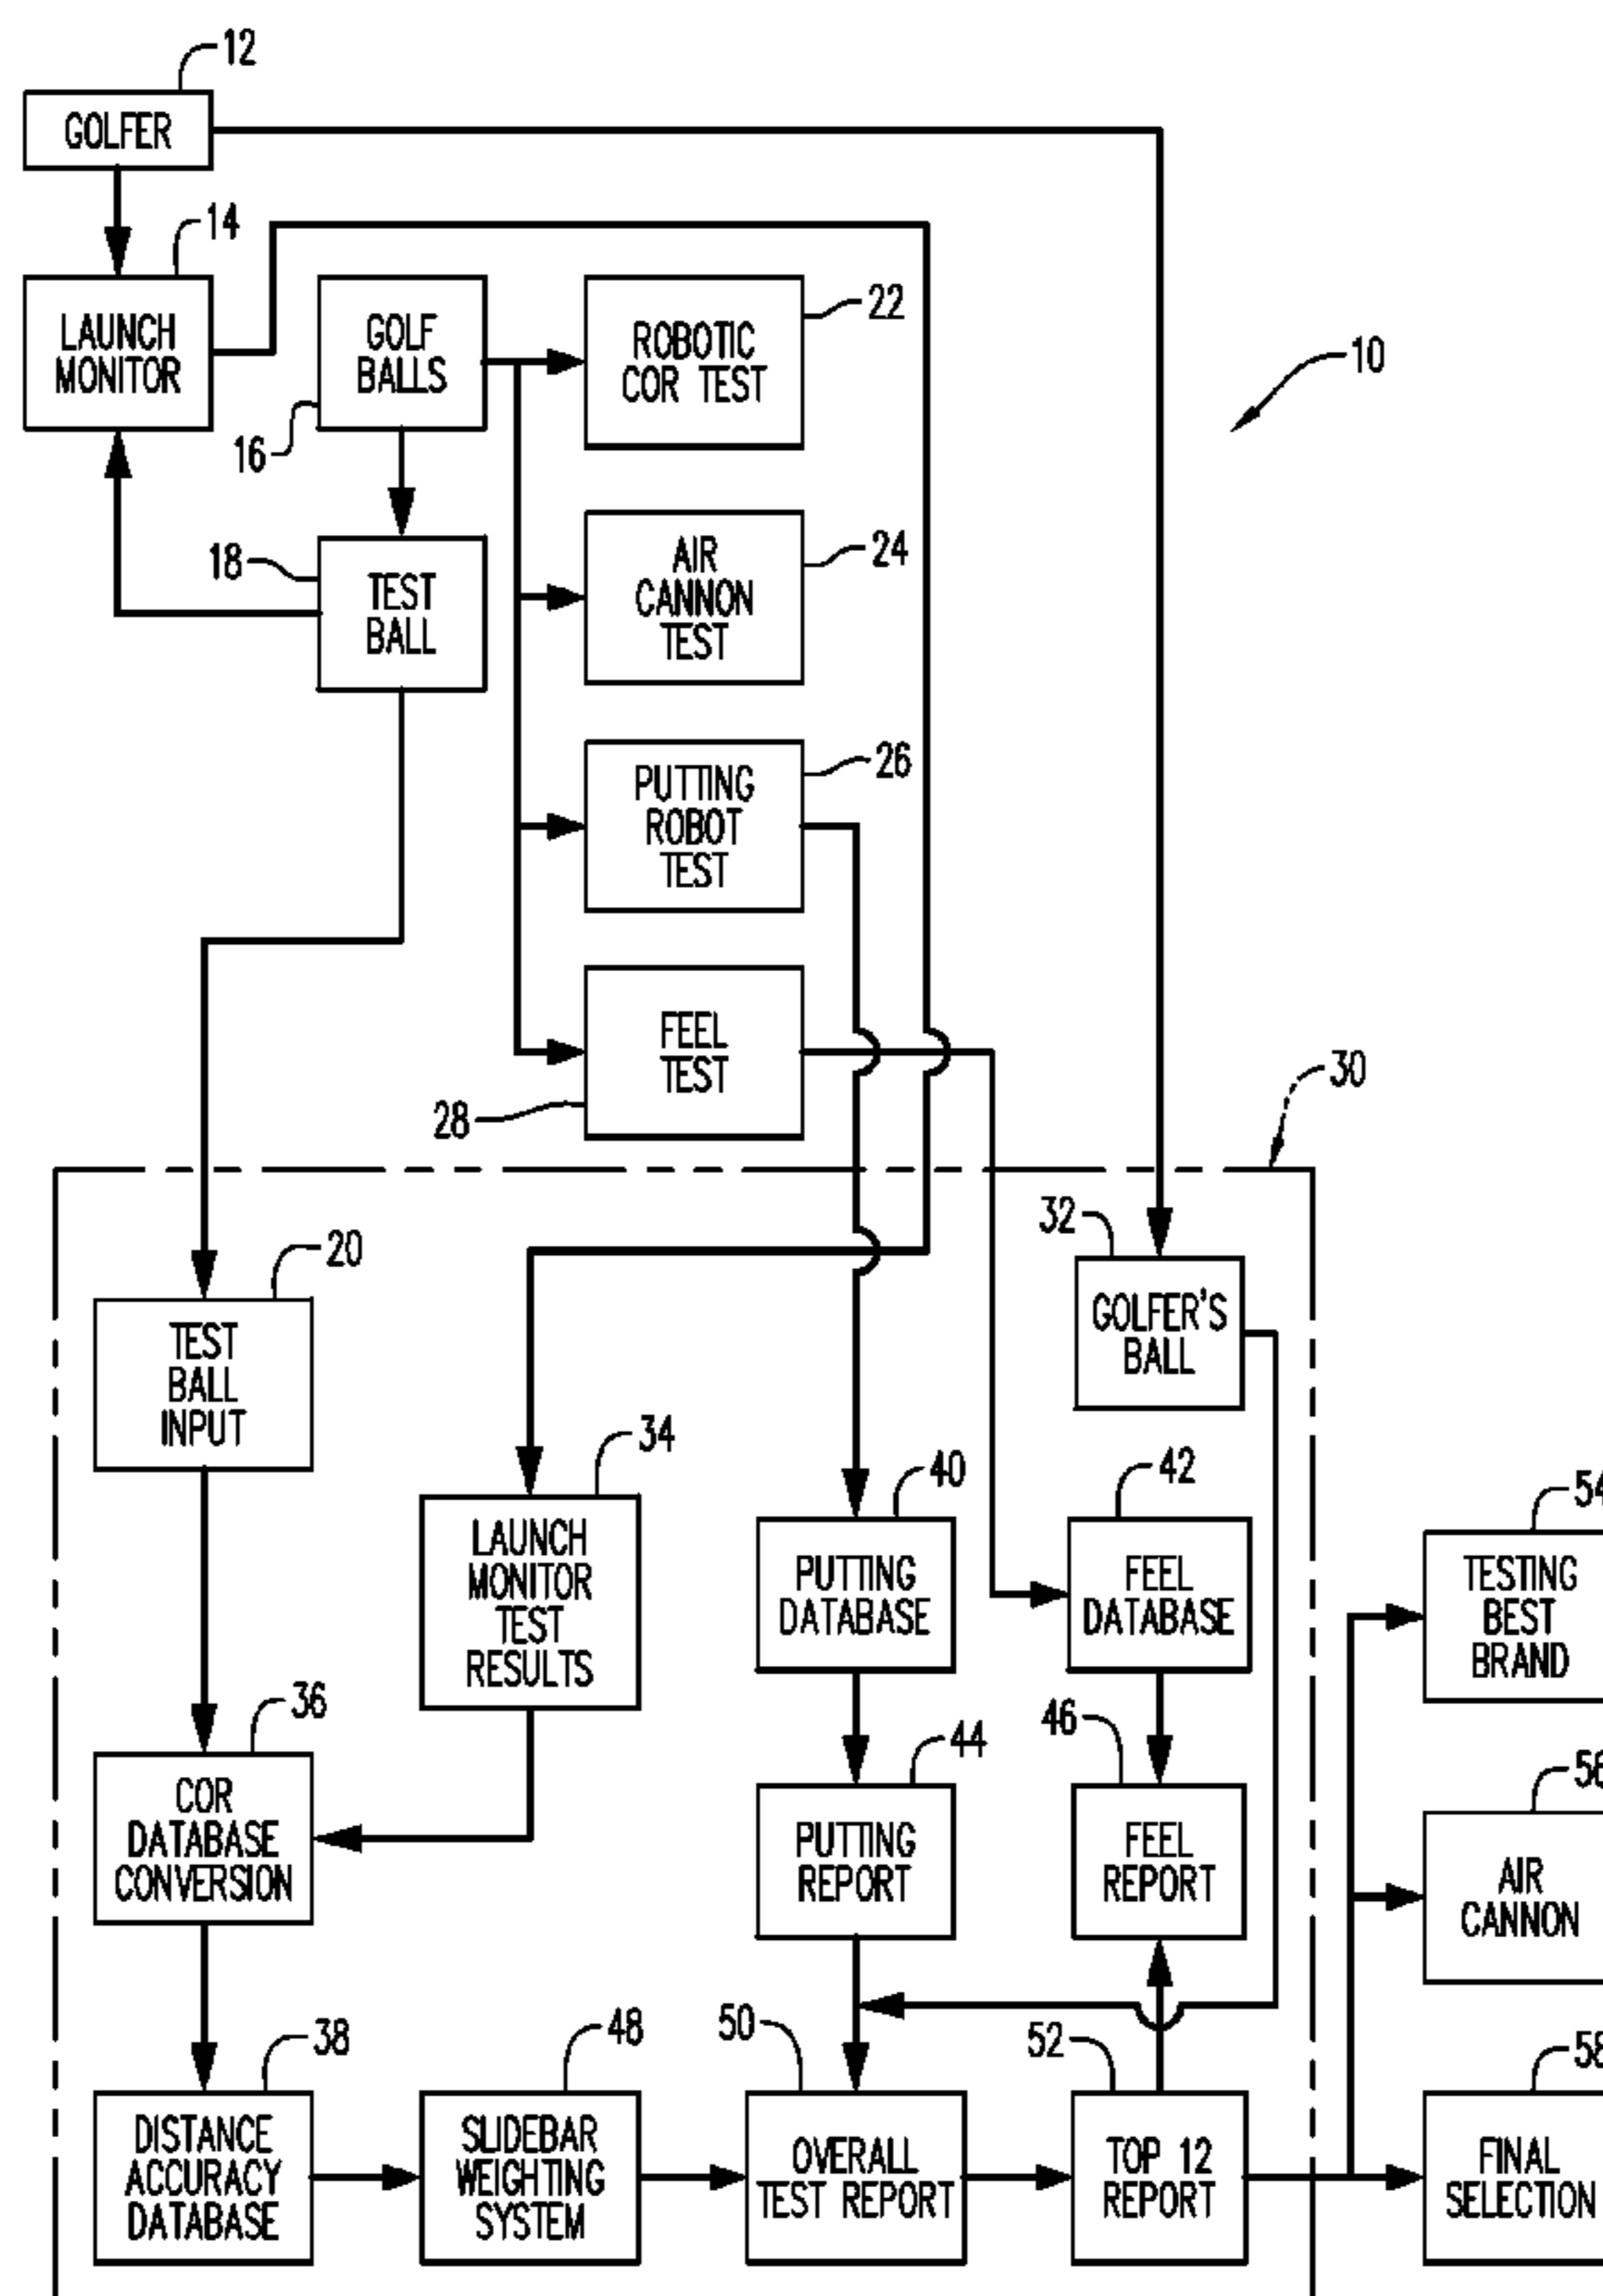 12
GOLFER
14
LAUNCH
MONITOR
GOLF
BALLS
16
ROBOTIC
COR TEST
22
10
18
TEST
BALL
AIR
CANNON
TEST
24
PUTTING
ROBOT
TEST
26
FEEL
TEST
28
30
20
TEST
BALL
INPUT
32
GOLFER'S
BALL
34
LAUNCH
MONITOR
TEST
RESULTS
40
PUTTING
DATABASE
42
FEEL
DATABASE
54
TESTING
BEST
BRAND
36
COR
DATABASE
CONVERSION
44
PUTTING
REPORT
46
FEEL
REPORT
56
AIR
CANNON
38
DISTANCE
ACCURACY
DATABASE
48
SLIDEBAR
WEIGHTING
SYSTEM
50
OVERALL
TEST REPORT
52
TOP 12
REPORT
58
FINAL
SELECTION